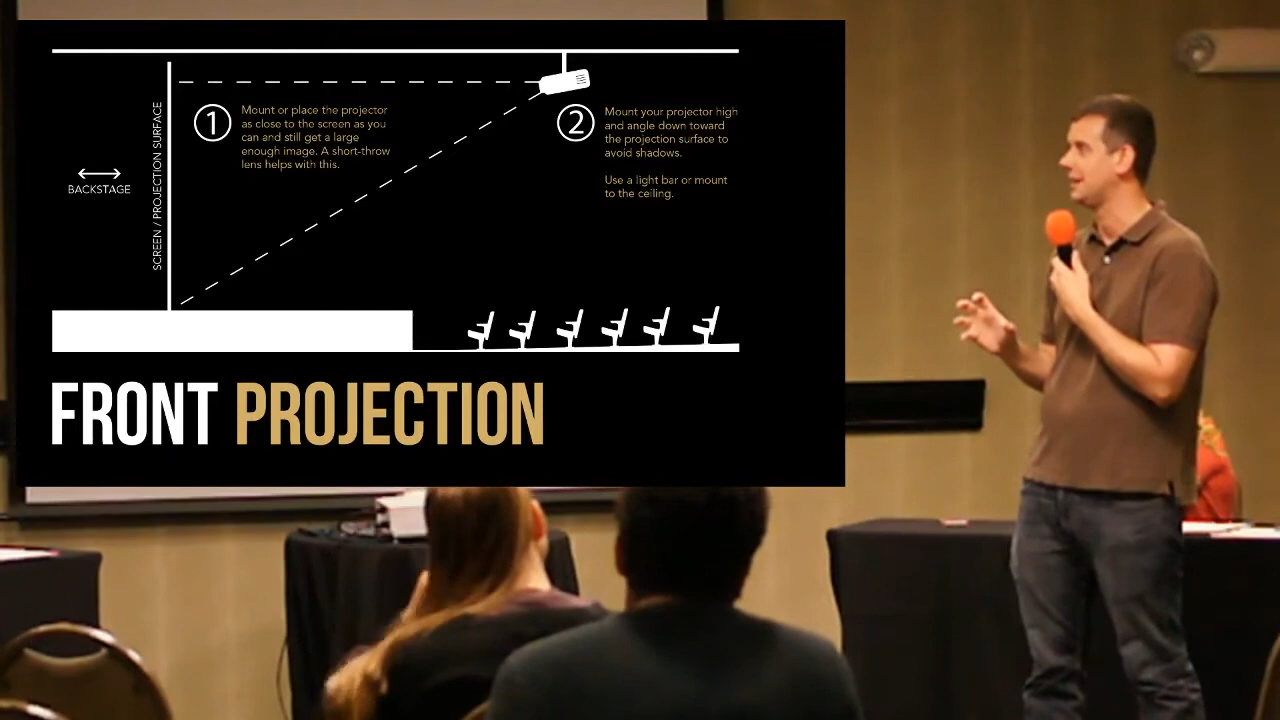 SCREEN / PROJECTION SURFACE
BACKSTAGE
1
Mount or place the projector
as close to the screen as you
can and still get a large
enough image. A short-throw
lens helps with this.
2
Mount your projector high
and angle down toward
the projection surface to
avoid shadows.
Use a light bar or mount
to the ceiling.
FRONT PROJECTION